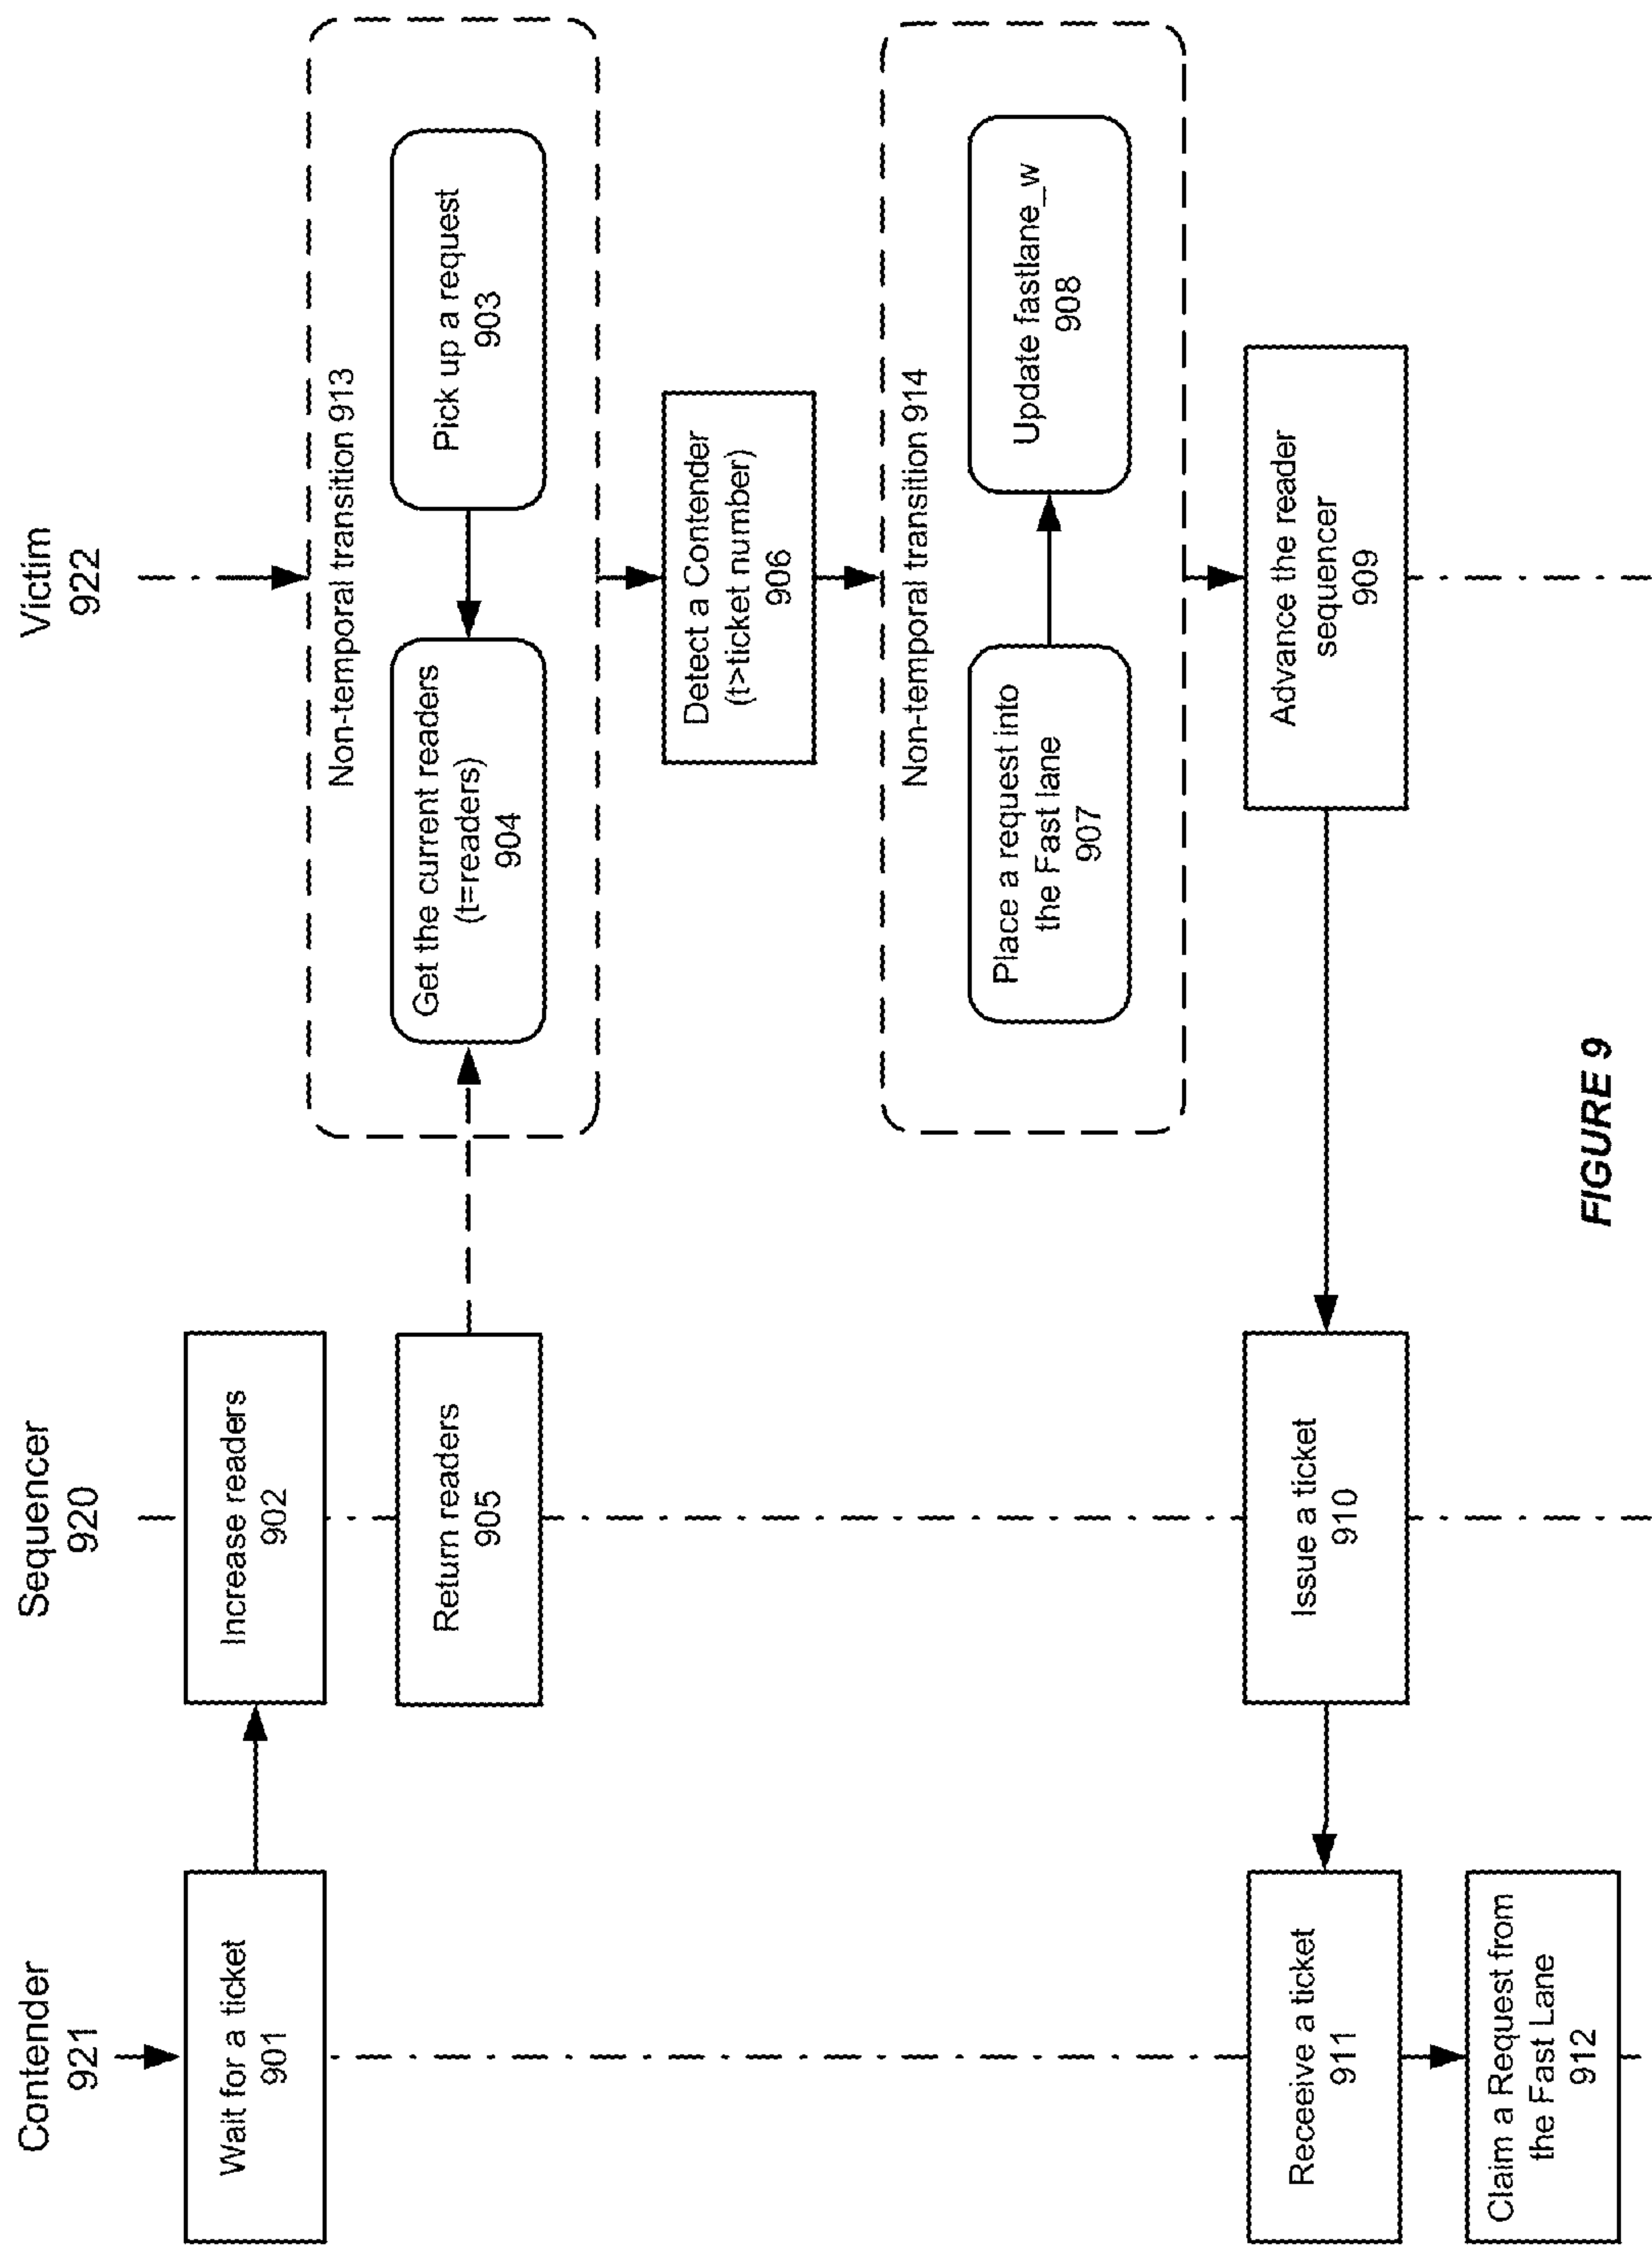 Contender
921
Sequencer
920
Victim
922
Wait for a ticket
901
Increase readers
902
Return readers
905
Non-temporal transition 913
Get the current readers
(t=readers)
904
Pick up a request
903
Detect a Contender
(t>ticket number)
906
Non-temporal transition 914
Place a request into
the Fast lane
907
Update fastlane_w
908
Advance the reader
sequencer
909
Issue a ticket
910
Receive a ticket
911
Claim a Request from
the Fast Lane
912
FIGURE 9